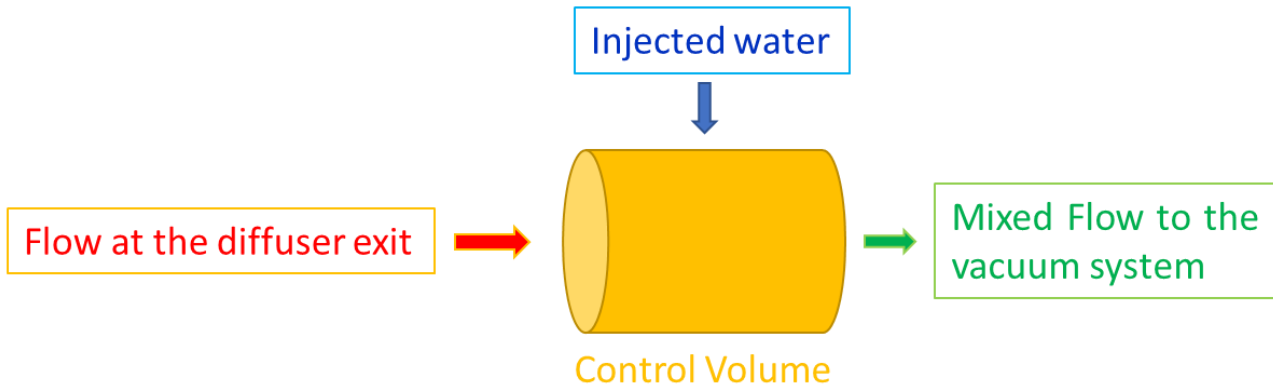 Injected water
Flow at the diffuser exit
Mixed Flow to the
vacuum system
Control Volume